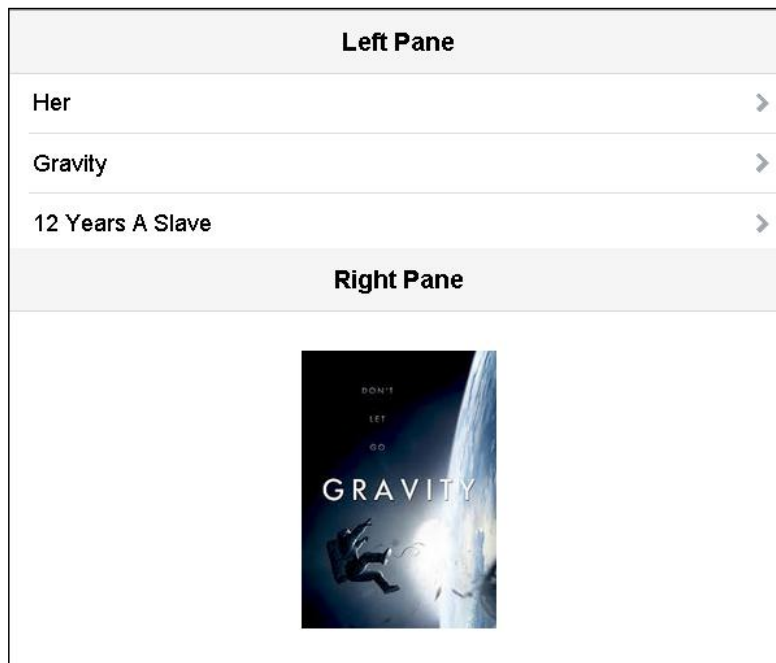 Left Pane
Her
Gravity
12 Years A Slave
Right Pane
DON'T
LET
GO
GRAVITY